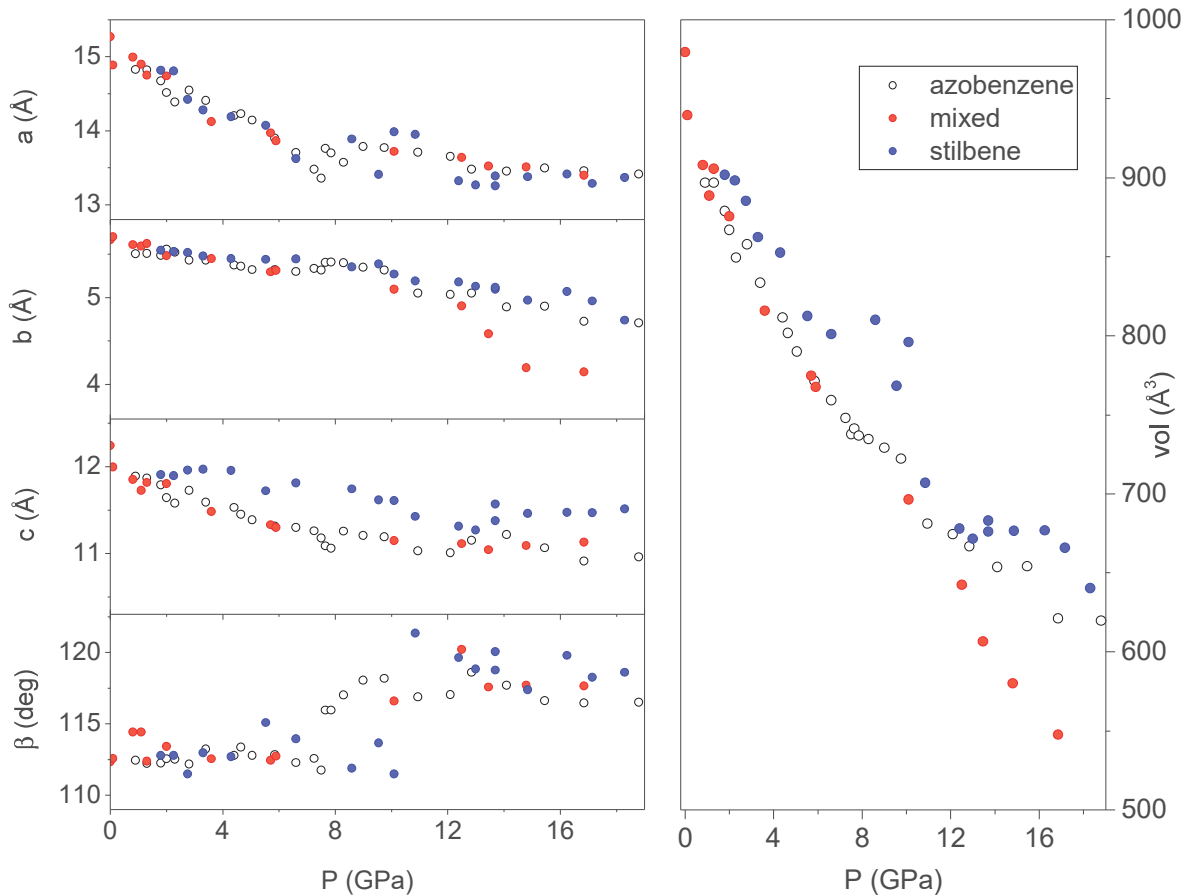 15
14
13
a (Å)
5
4
b (Å)
12
11
c (Å)
120
115
110
β (deg)
0 4 8 12 16
P (GPa)
azobenzene
mixed
stilbene
1000
900
800
700
600
500
vol (Å³)
0 4 8 12 16
P (GPa)